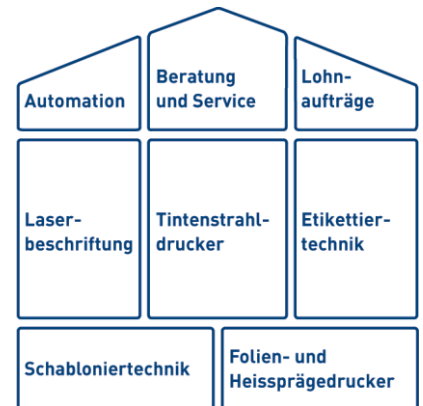 Automation
Beratung
und Service
Lohn-
aufträge
Laser-
beschriftung
Tintenstrahl-
drucker
Etikettier-
technik
Schabloniertechnik
Folien- und
Heissprägedrucker